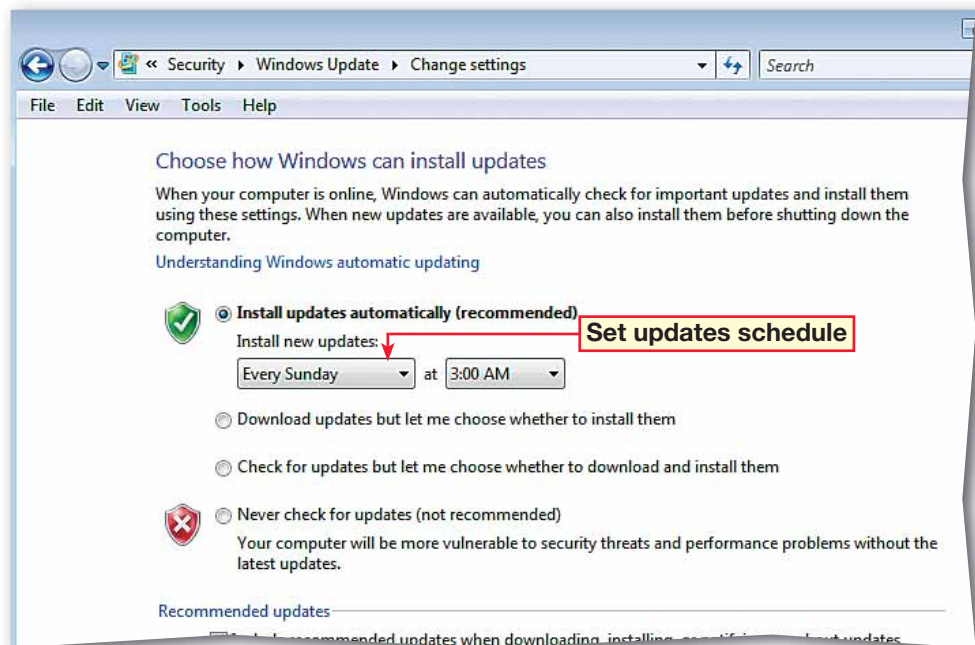 « Security ▸ Windows Update ▸ Change settings
Search
File Edit View Tools Help
Choose how Windows can install updates
When your computer is online, Windows can automatically check for important updates and install them
using these settings. When new updates are available, you can also install them before shutting down the
computer.
Understanding Windows automatic updating
Install updates automatically (recommended)
Set updates schedule
Install new updates:
Every Sunday at 3:00 AM
Download updates but let me choose whether to install them
Check for updates but let me choose whether to download and install them
Never check for updates (not recommended)
Your computer will be more vulnerable to security threats and performance problems without the
latest updates.
Recommended updates
recommended updates when downloading, installing, updates